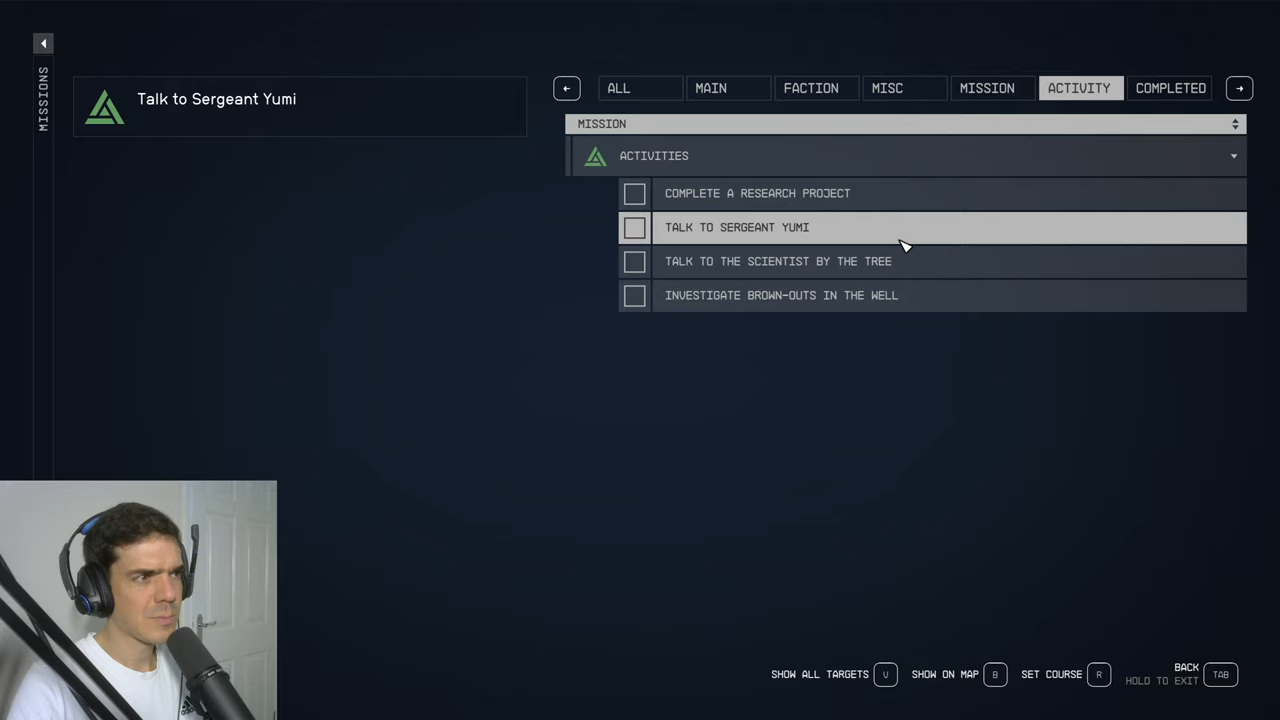 MISSIONS
Talk to Sergeant Yumi
ALL
MAIN
FACTION
MISC
MISSION
ACTIVITY
COMPLETED
MISSION
ACTIVITIES
COMPLETE A RESEARCH PROJECT
TALK TO SERGEANT YUMI
TALK TO THE SCIENTIST BY THE TREE
INVESTIGATE BROWN-OUTS IN THE WELL
SHOW ALL TARGETS V
SHOW ON MAP B
SET COURSE R
BACK
HOLD TO EXIT
TAB